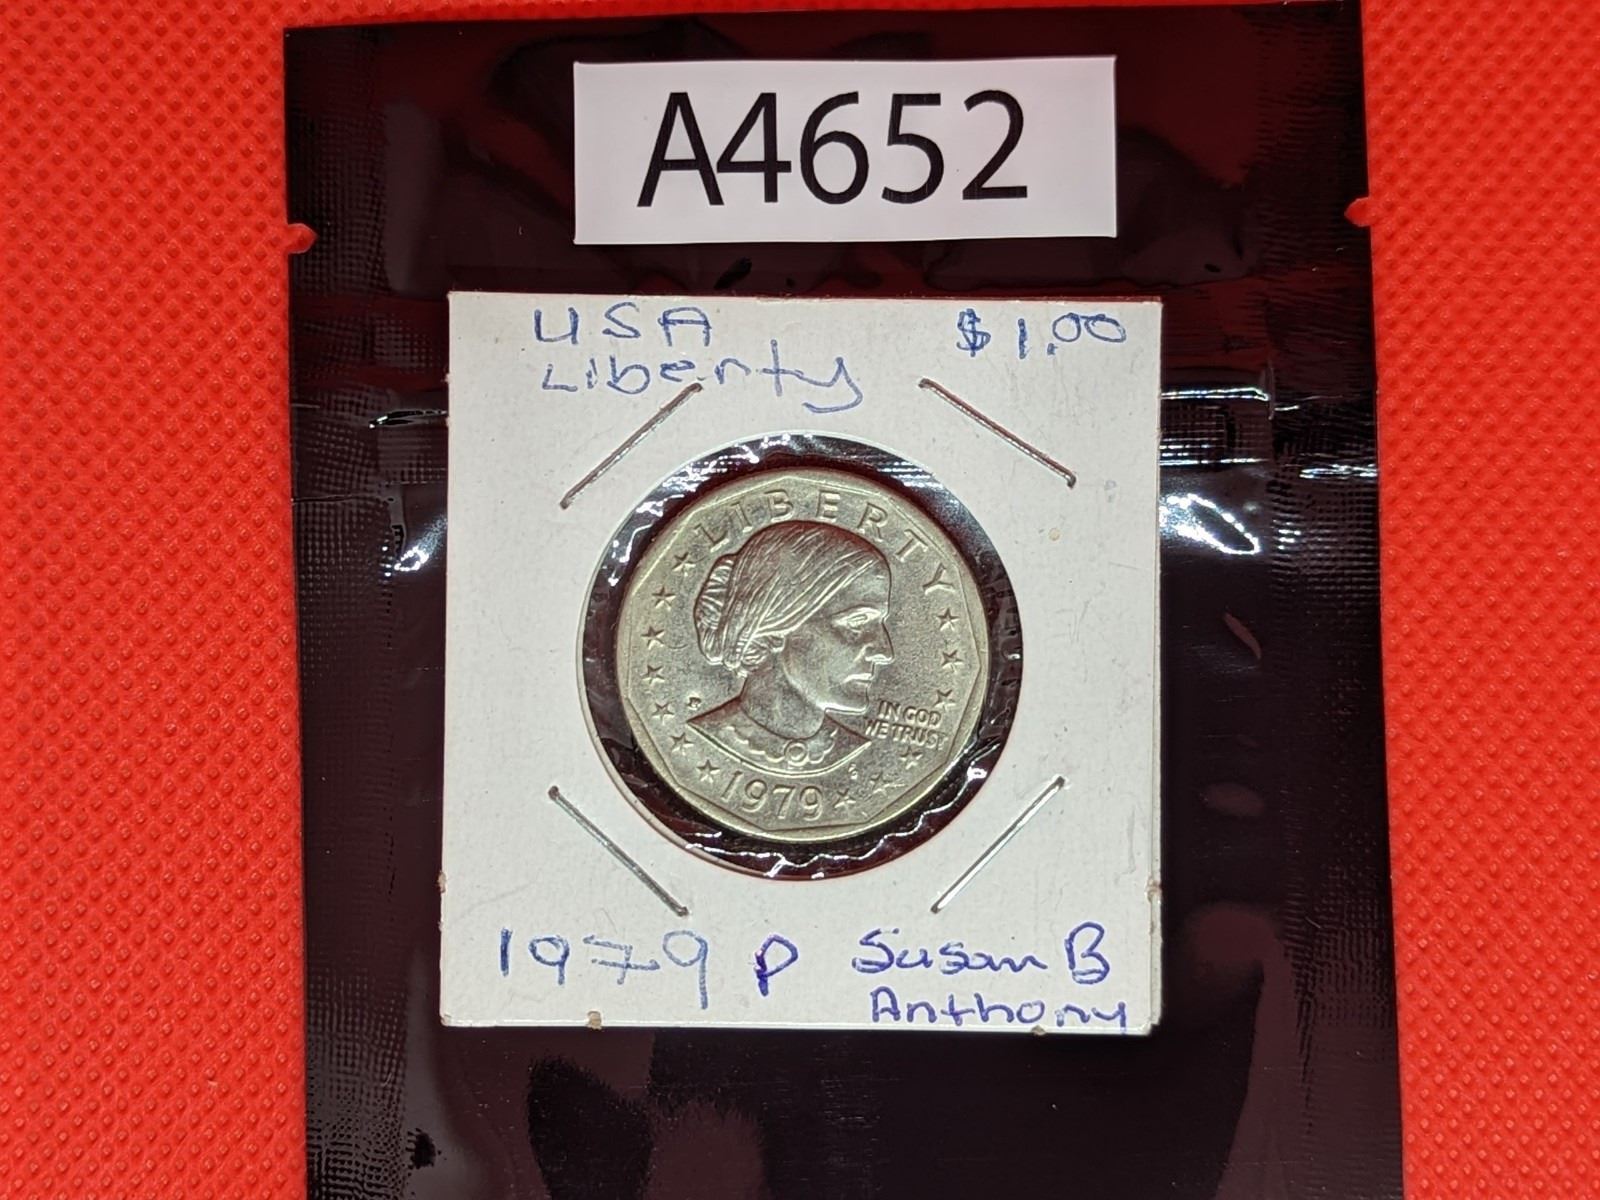 A4652
USA $1.00
Liberty
LIBERTY
P
IN GOD
WE TRUST
1979
1979 P Susan B
Anthony